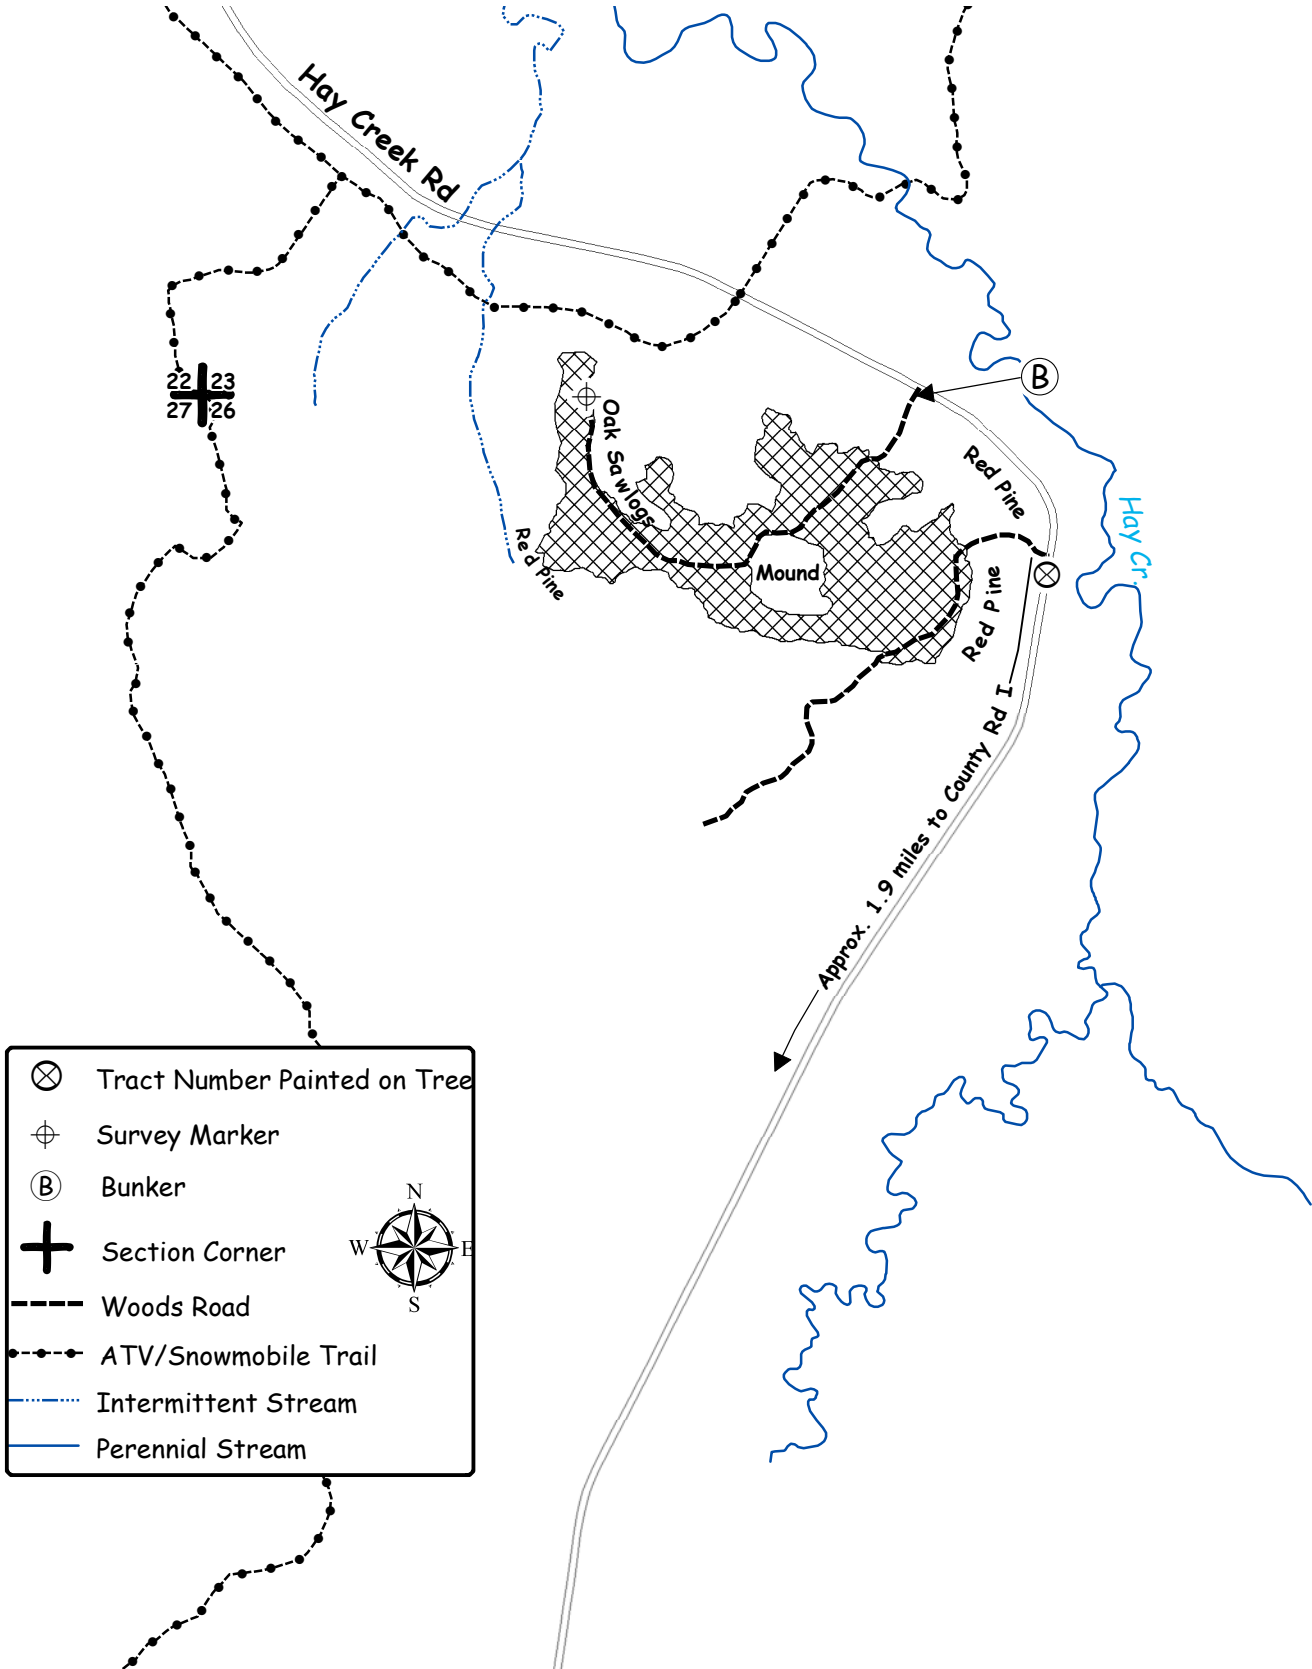 Hay Creek Rd
22 23
27 26
B
Oak Sawlogs
Red Pine
Hay Cr.
Red Pine
Mound
Red Pine
Approx. 1.9 miles to County Rd I
Tract Number Painted on Tree
Survey Marker
B Bunker
Section Corner
N
W E
S
Woods Road
ATV/Snowmobile Trail
Intermittent Stream
Perennial Stream